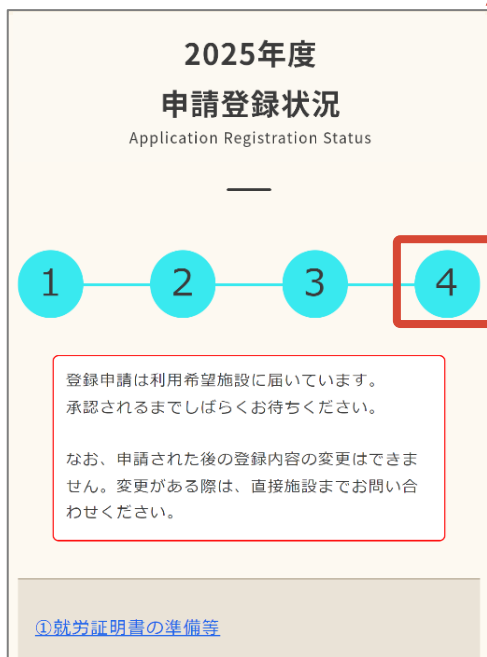 2025年度
申請登録状況
Application Registration Status
1 2 3 4
登録申請は利用希望施設に届いています。
承認されるまでしばらくお待ちください。
なお、申請された後の登録内容の変更はできま
せん。変更がある際は、直接施設までお問い合
わせください。
①就労証明書の準備等